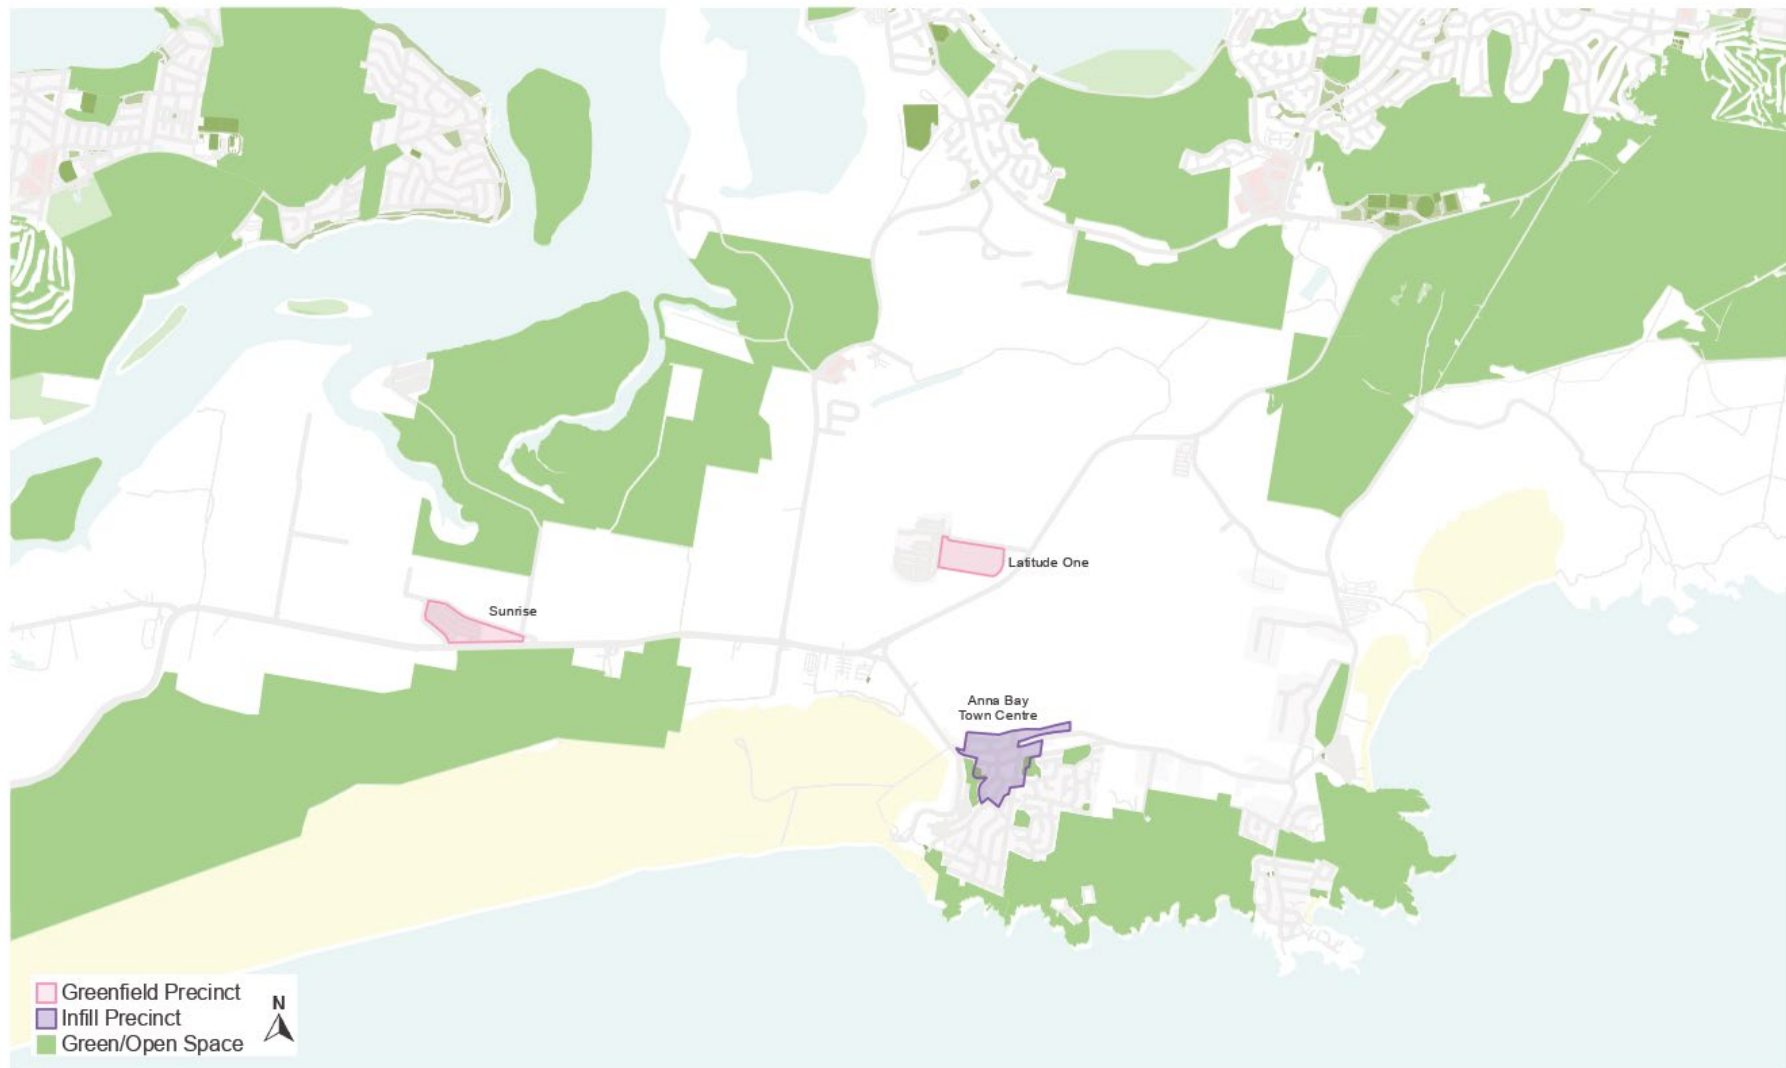 Latitude One
Sunrise
Anna Bay
Town Centre
Greenfield Precinct
Infill Precinct
Green/Open Space
N